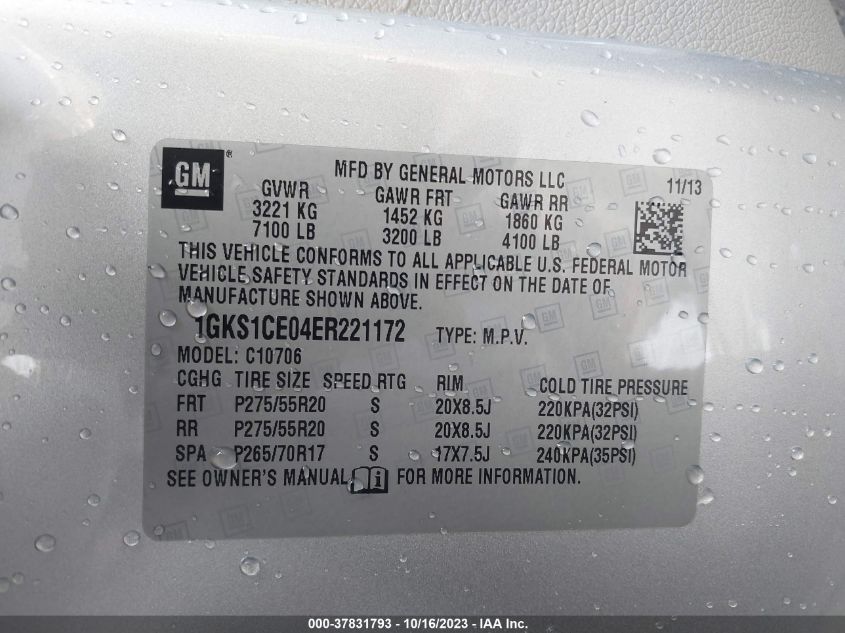 GM ® MFD BY GENERAL MOTORS LLC 11/13
GVWR GAWR FRT GAWR RR
3221 KG 1452 KG 1860 KG
7100 LB 3200 LB 4100 LB
THIS VEHICLE CONFORMS TO ALL APPLICABLE U.S. FEDERAL MOTOR
VEHICLE SAFETY STANDARDS IN EFFECT ON THE DATE OF
MANUFACTURE SHOWN ABOVE.
1GKS1CE04ER221172 TYPE: M.P.V.
MODEL: C10706
CGHG TIRE SIZE SPEED RTG RIM COLD TIRE PRESSURE
FRT P275/55R20 S 20X8.5J 220KPA(32PSI)
RR P275/55R20 S 20X8.5J 220KPA(32PSI)
SPA P265/70R17 S 17X7.5J 240KPA(35PSI)
SEE OWNER'S MANUAL i FOR MORE INFORMATION.
000-37831793 - 10/16/2023 - IAA Inc.